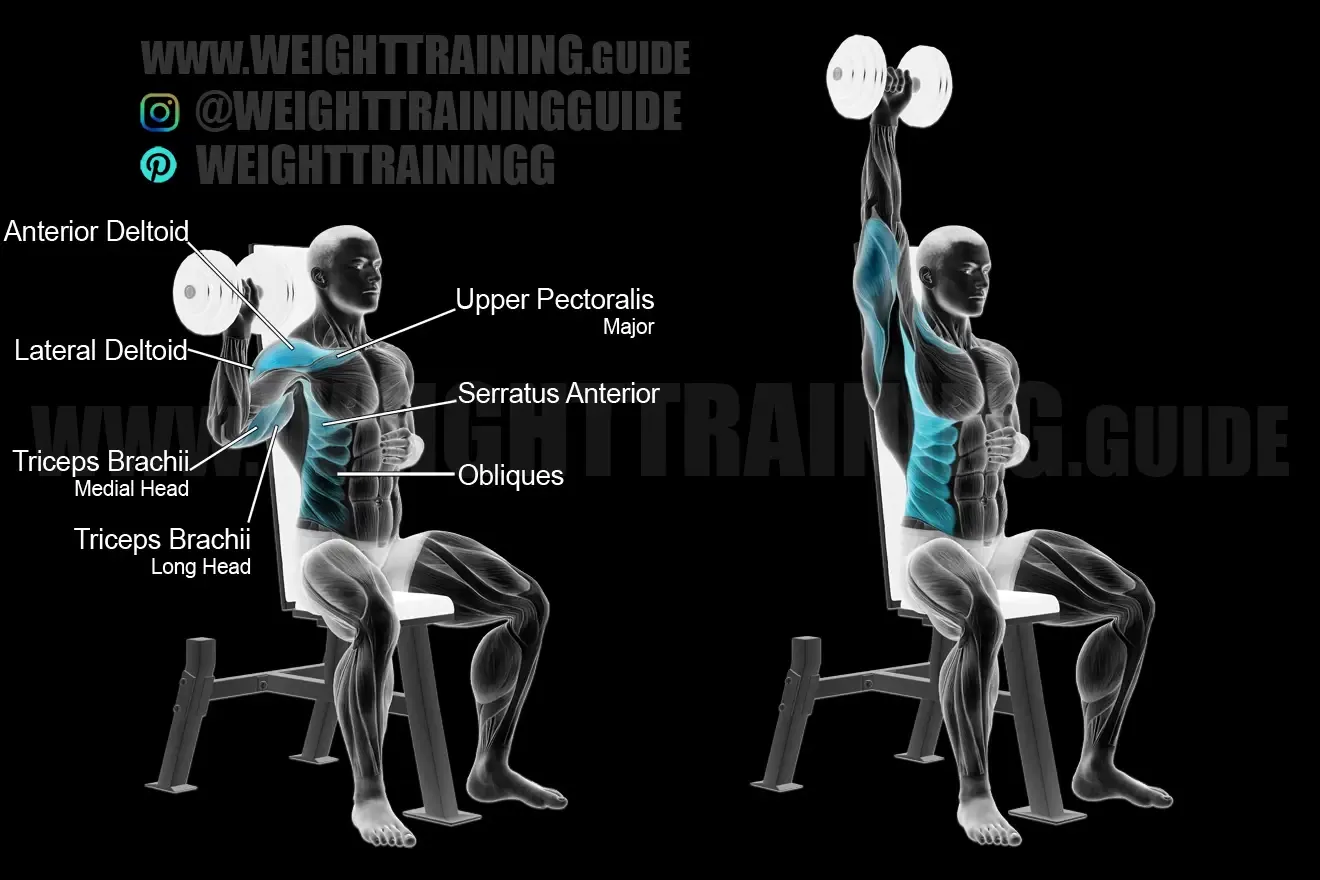 WWW.WEIGHTTRAINING.GUIDE
@WEIGHTTRAININGGUIDE
WEIGHTTRAININGG
Anterior Deltoid
Upper Pectoralis
Major
Lateral Deltoid
Serratus Anterior
WWW.WEIGHTTRAINING.GUIDE
Triceps Brachii
Medial Head
Obliques
Triceps Brachii
Long Head